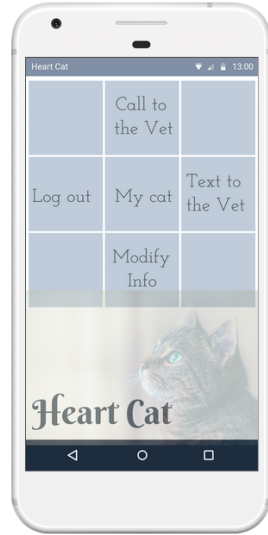 Heart Cat
13:00
Call to
the Vet
Log out
My cat
Text to
the Vet
Modify
Info
Heart Cat